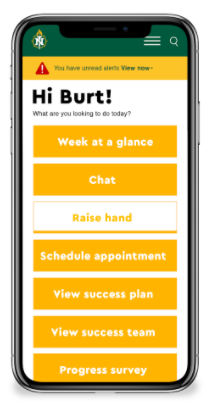 You have unread alerts View now>
Hi Burt!
What are you looking to do today?
Week at a glance
Chat
Raise hand
Schedule appointment
View success plan
View success team
Progress survey